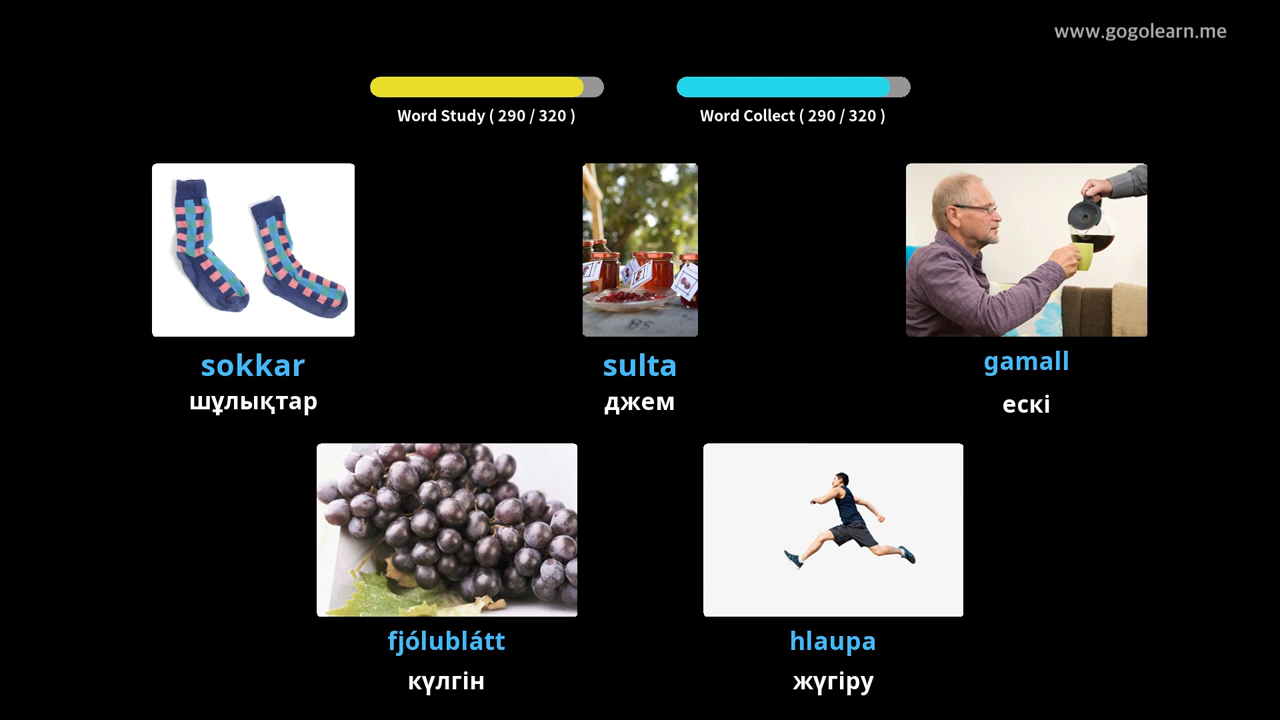 www.gogolearn.me
Word Study ( 290 / 320 )
Word Collect ( 290 / 320 )
sokkar
шұлықтар
sulta
джем
gamall
ескі
fjólublátt
күлгін
hlaupa
жүгіру